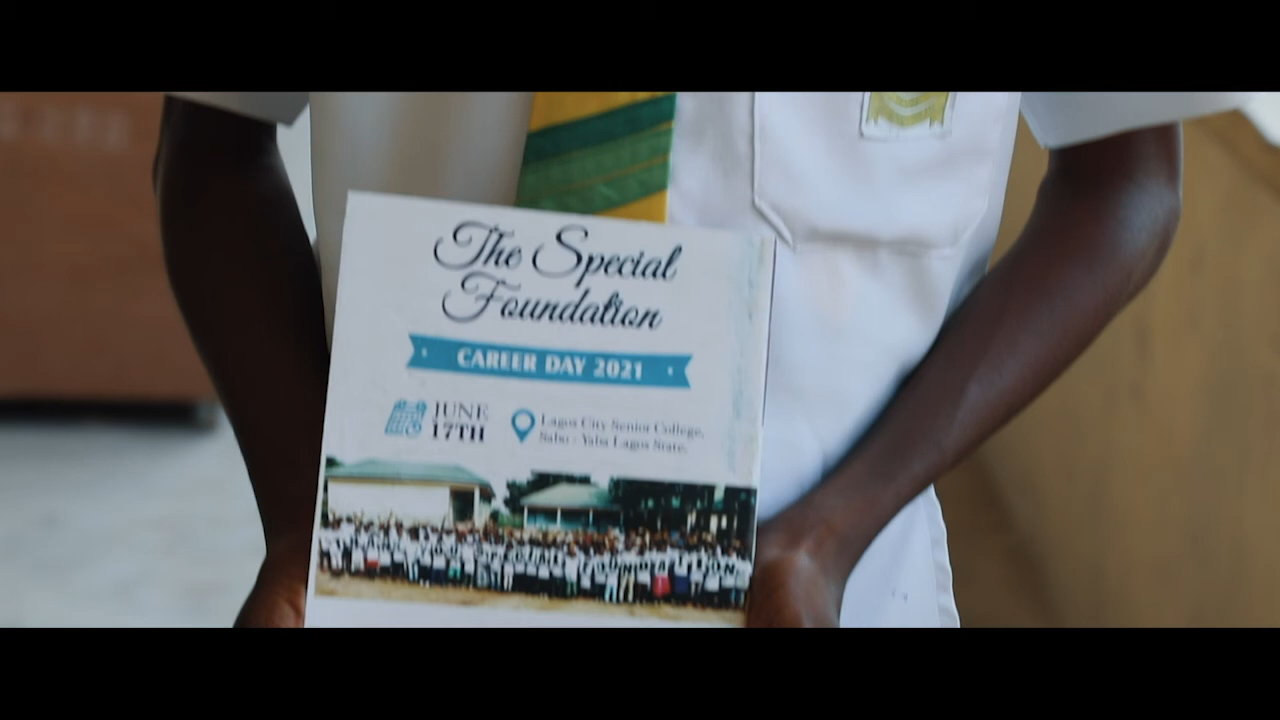 The Special
Foundation
CAREER DAY 2021
JUNE
17TH
Lagos City Senior College,
Sabo - Yaba Lagos State.